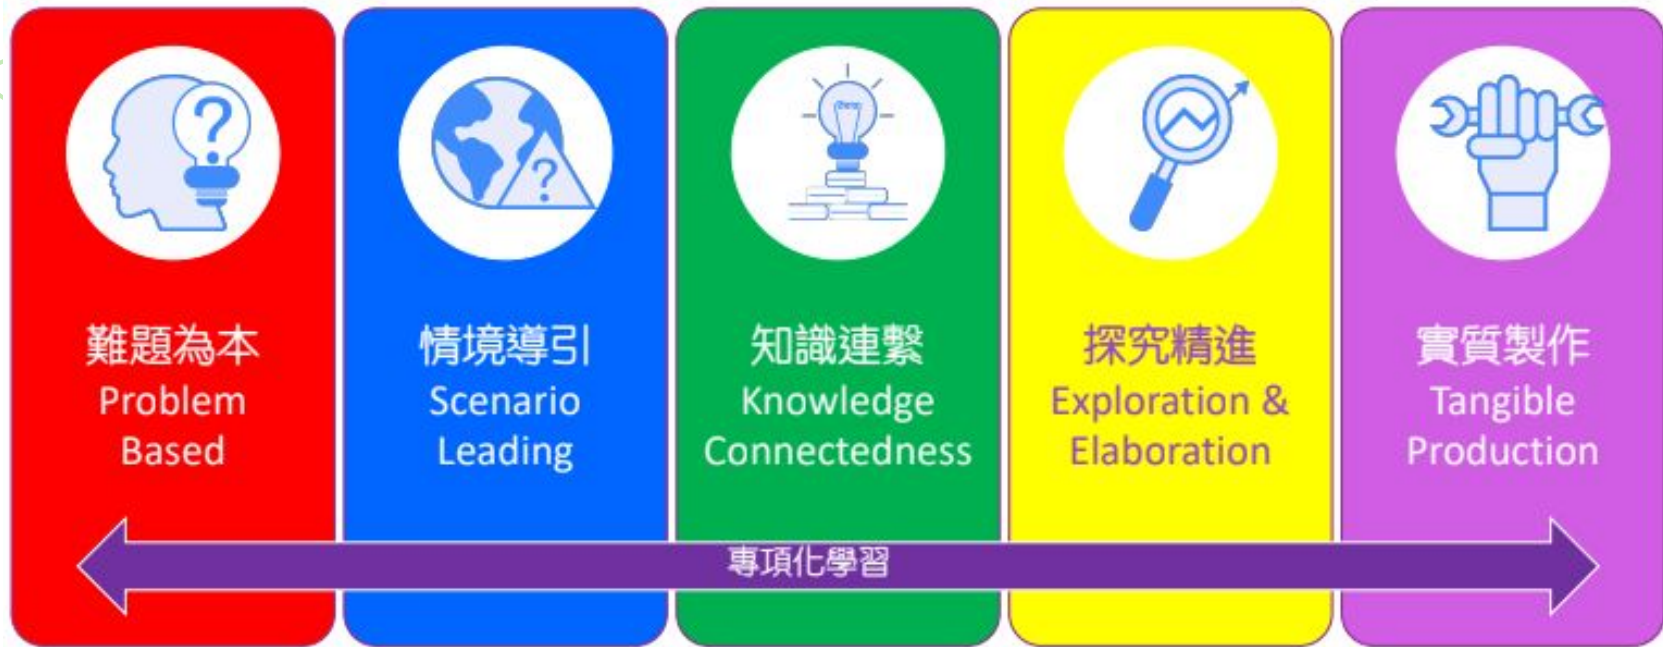 難題為本
Problem
Based
情境導引
Scenario
Leading
知識連繫
Knowledge
Connectedness
探究精進
Exploration &
Elaboration
實質製作
Tangible
Production
專項化學習